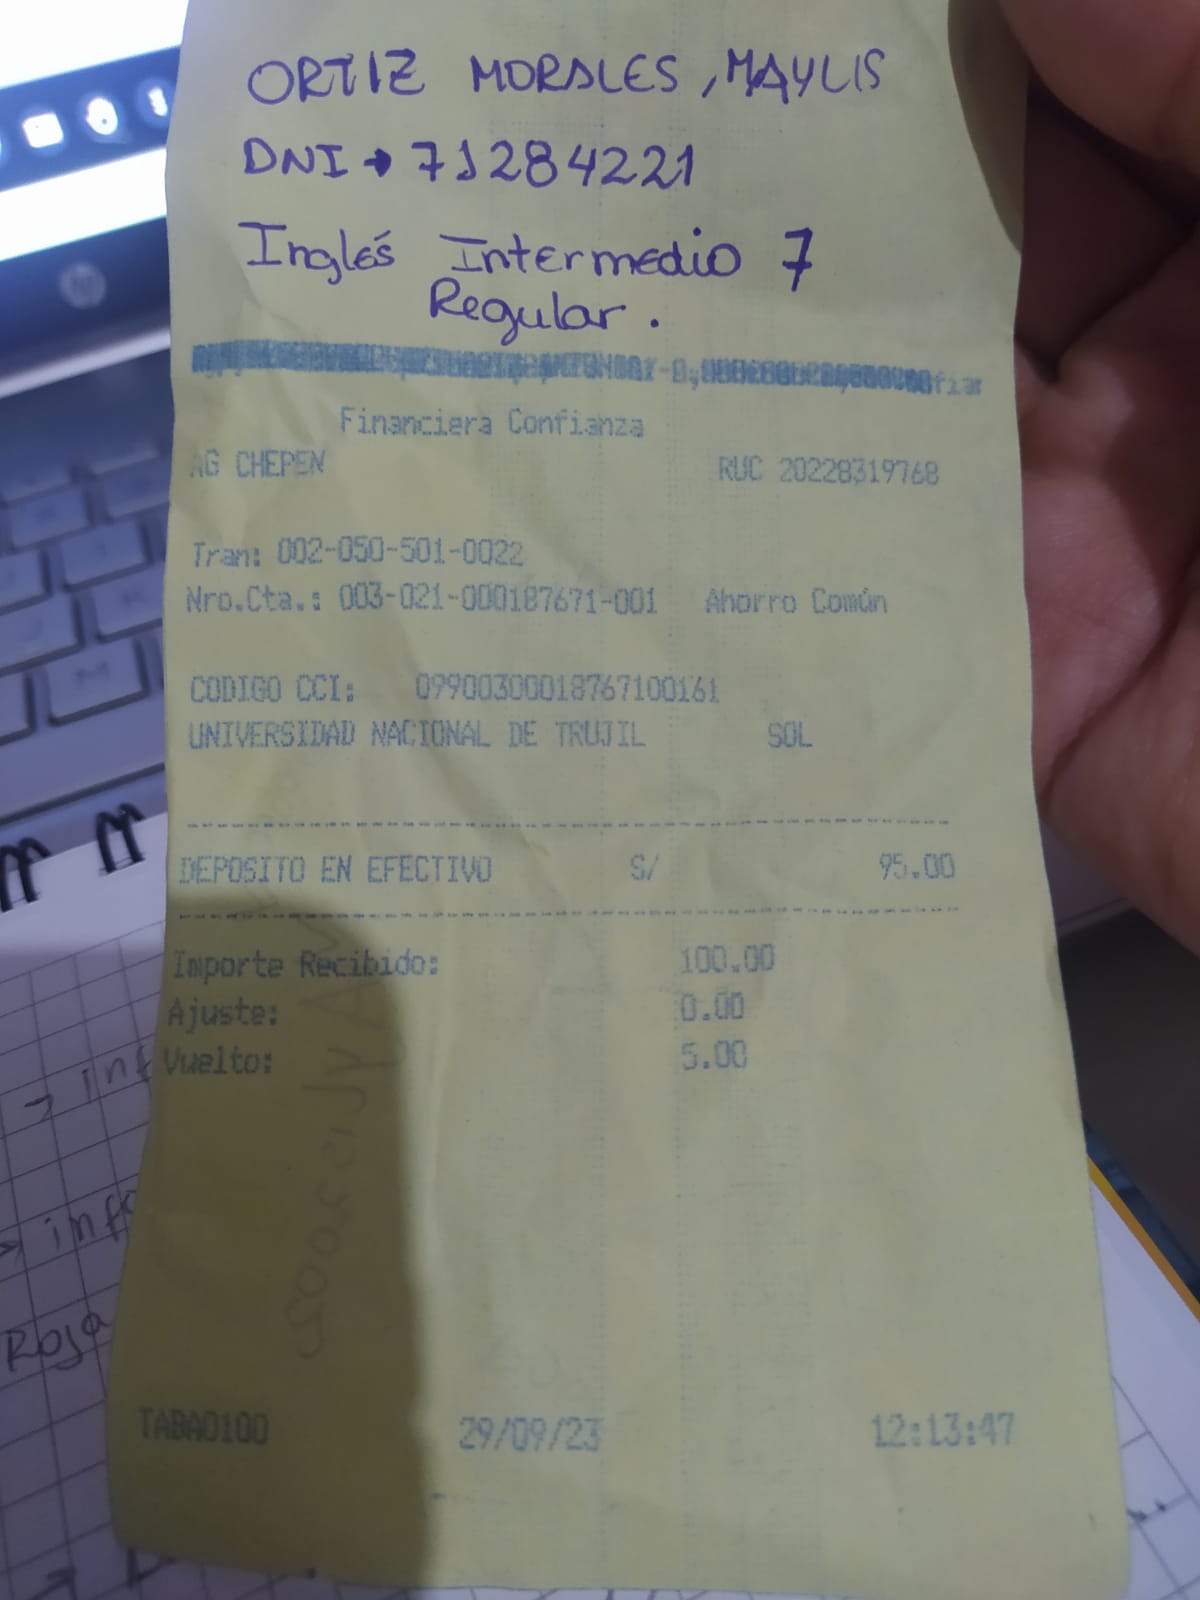 ORTIZ MORALES, MAYLIS
DNI → 71284221
Inglés Intermedio 7
Regular.
Financiera Confianza
AG CHEPEN RUC 20228319768
Tran: 002-050-501-0022
Nro.Cta.: 003-021-000187671-001 Ahorro Común
CODIGO CCI: 09900300018767100161
UNIVERSIDAD NACIONAL DE TRUJIL SOL
DEPOSITO EN EFECTIVO S/ 95.00
Importe Recibido: 100.00
Ajuste: 0.00
Vuelto: 5.00
TABA0100 29/09/23 12:13:47
→ inf
→ info
Roja